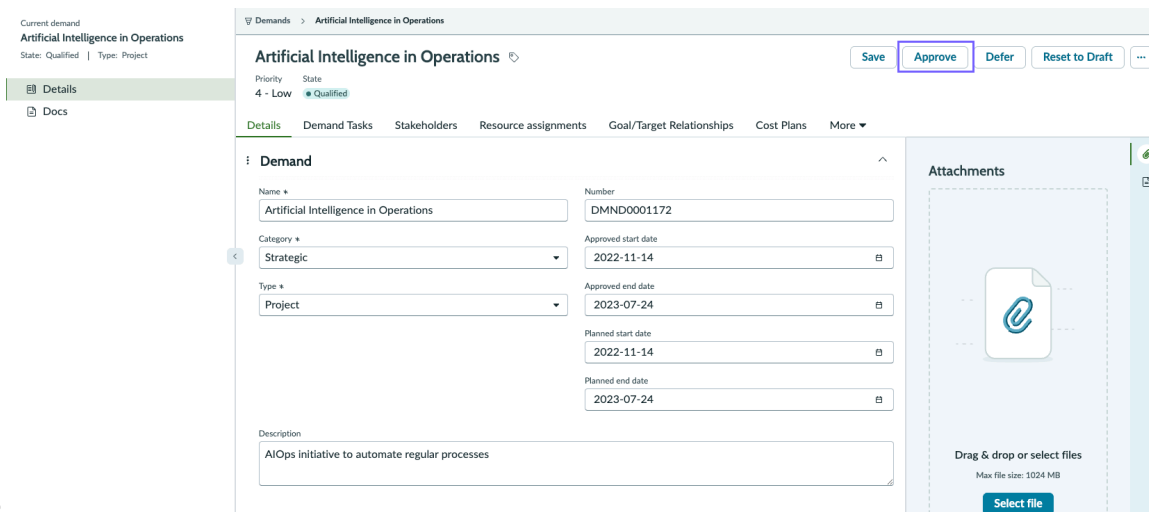 Current demand
Artificial Intelligence in Operations
State: Qualified | Type: Project
Details
Docs
Demands > Artificial Intelligence in Operations
Artificial Intelligence in Operations
Save
Approve
Defer
Reset to Draft
...
Priority State
4 - Low Qualified
Details Demand Tasks Stakeholders Resource assignments Goal/Target Relationships Cost Plans More
Demand
Name *
Artificial Intelligence in Operations
Number
DMND0001172
Category *
Strategic
Approved start date
2022-11-14
Type *
Project
Approved end date
2023-07-24
Planned start date
2022-11-14
Planned end date
2023-07-24
Description
AIOps initiative to automate regular processes
Attachments
Drag & drop or select files
Max file size: 1024 MB
Select file